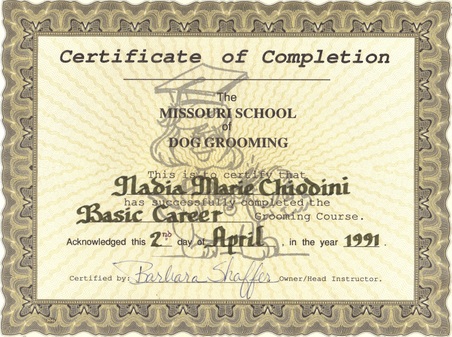 Certificate of Completion
The
MISSOURI SCHOOL
of
DOG GROOMING
This is to certify that
Nadia Marie Chiodini
has successfully completed the
Basic Career Grooming Course.
Acknowledged this 2nd day of April, in the year 1991.
Certified by: Barbara Shaffer Owner/Head Instructor.